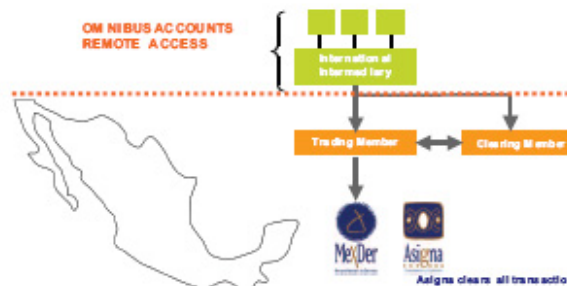 OMNIBUS ACCOUNTS
REMOTE ACCESS
International
Intermediary
Trading Member
Clearing Member
MexDer
Asigna
Asigna clears all transactio